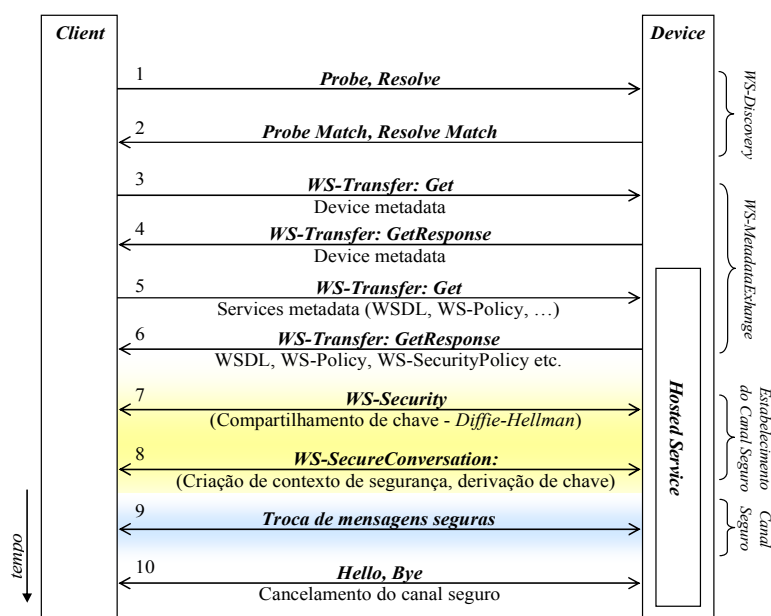 Client
Device
1
Probe, Resolve
2
Probe Match, Resolve Match
WS-Discovery
3
WS-Transfer: Get
Device metadata
4
WS-Transfer: GetResponse
Device metadata
5
WS-Transfer: Get
Services metadata (WSDL, WS-Policy, …)
6
WS-Transfer: GetResponse
WSDL, WS-Policy, WS-SecurityPolicy etc.
WS-MetadataExhange
7
WS-Security
(Compartilhamento de chave - Diffie-Hellman)
8
WS-SecureConversation:
(Criação de contexto de segurança, derivação de chave)
Hosted Service
Estabelecimento
do Canal Seguro
9
Troca de mensagens seguras
Canal
Seguro
10
Hello, Bye
Cancelamento do canal seguro
tempo